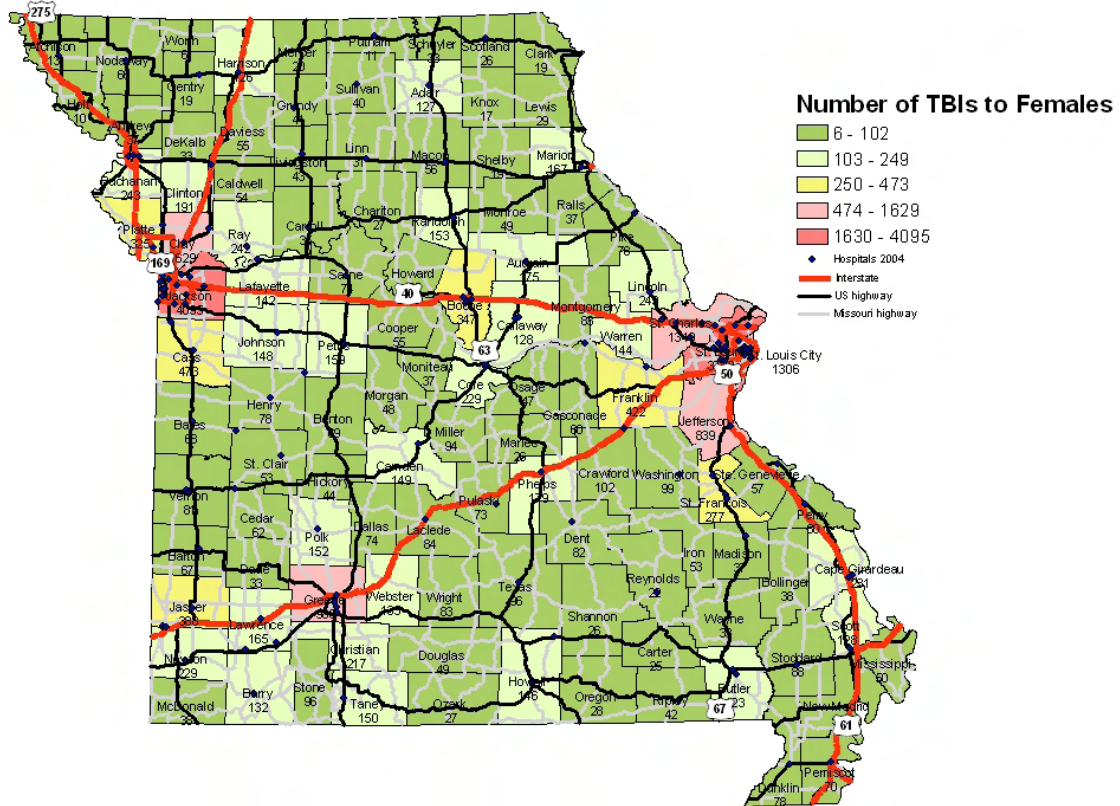 275
Number of TBIs to Females
6 - 102
103 - 249
250 - 473
474 - 1629
1630 - 4095
Hospitals 2004
Interstate
US highway
Missouri highway
Nodaway
Gentry
19
Harrison
126
Putnam
11
Schuyler
Scotland
26
Clark
19
Sullivan
40
Adair
127
Knox
17
Lewis
29
Grundy
Daviess
55
DeKalb
33
Linn
Livingston
43
Macon
56
Shelby
Marion
Buchanan
243
Clinton
191
Caldwell
54
Chariton
27
Randolph
153
Monroe
49
Ralls
37
Pike
78
Platte
325
Clay
Ray
242
Carroll
Saline
Howard
Audrain
Lincoln
169
Jackson
4095
Lafayette
142
40
Boone
347
Callaway
128
Montgomery
Warren
144
St. Charles
St. Louis City
1306
Cass
473
Johnson
148
Pettis
159
Cooper
55
Moniteau
37
63
Cole
229
Osage
47
Gasconade
Franklin
422
50
Jefferson
839
Henry
78
Benton
Morgan
48
Miller
94
Maries
Bates
St. Clair
53
Hickory
44
Camden
149
Pulaski
73
Phelps
Crawford
102
Washington
99
Ste. Genevieve
57
St. Francois
277
Perry
Vernon
Cedar
62
Polk
152
Dallas
74
Laclede
84
Dent
82
Iron
53
Madison
Bollinger
38
Cape Girardeau
Barton
67
Dade
33
Greene
Webster
Wright
83
Texas
Reynolds
Wayne
Scott
Jasper
Lawrence
165
Christian
217
Douglas
49
Shannon
26
Carter
25
Stoddard
Mississippi
Newton
229
Barry
132
Stone
96
Taney
150
Ozark
27
Howell
146
Oregon
28
Ripley
42
Butler
67
New Madrid
61
McDonald
Dunklin
78
Pemiscot
70